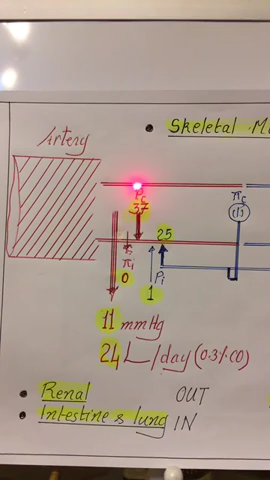 • Skeletal M
Artery
Pc
37
πc
25
πi
0
Pi
1
11 mmHg
24 L/day (0.3% CO)
• Renal OUT
• Intestine & lung IN